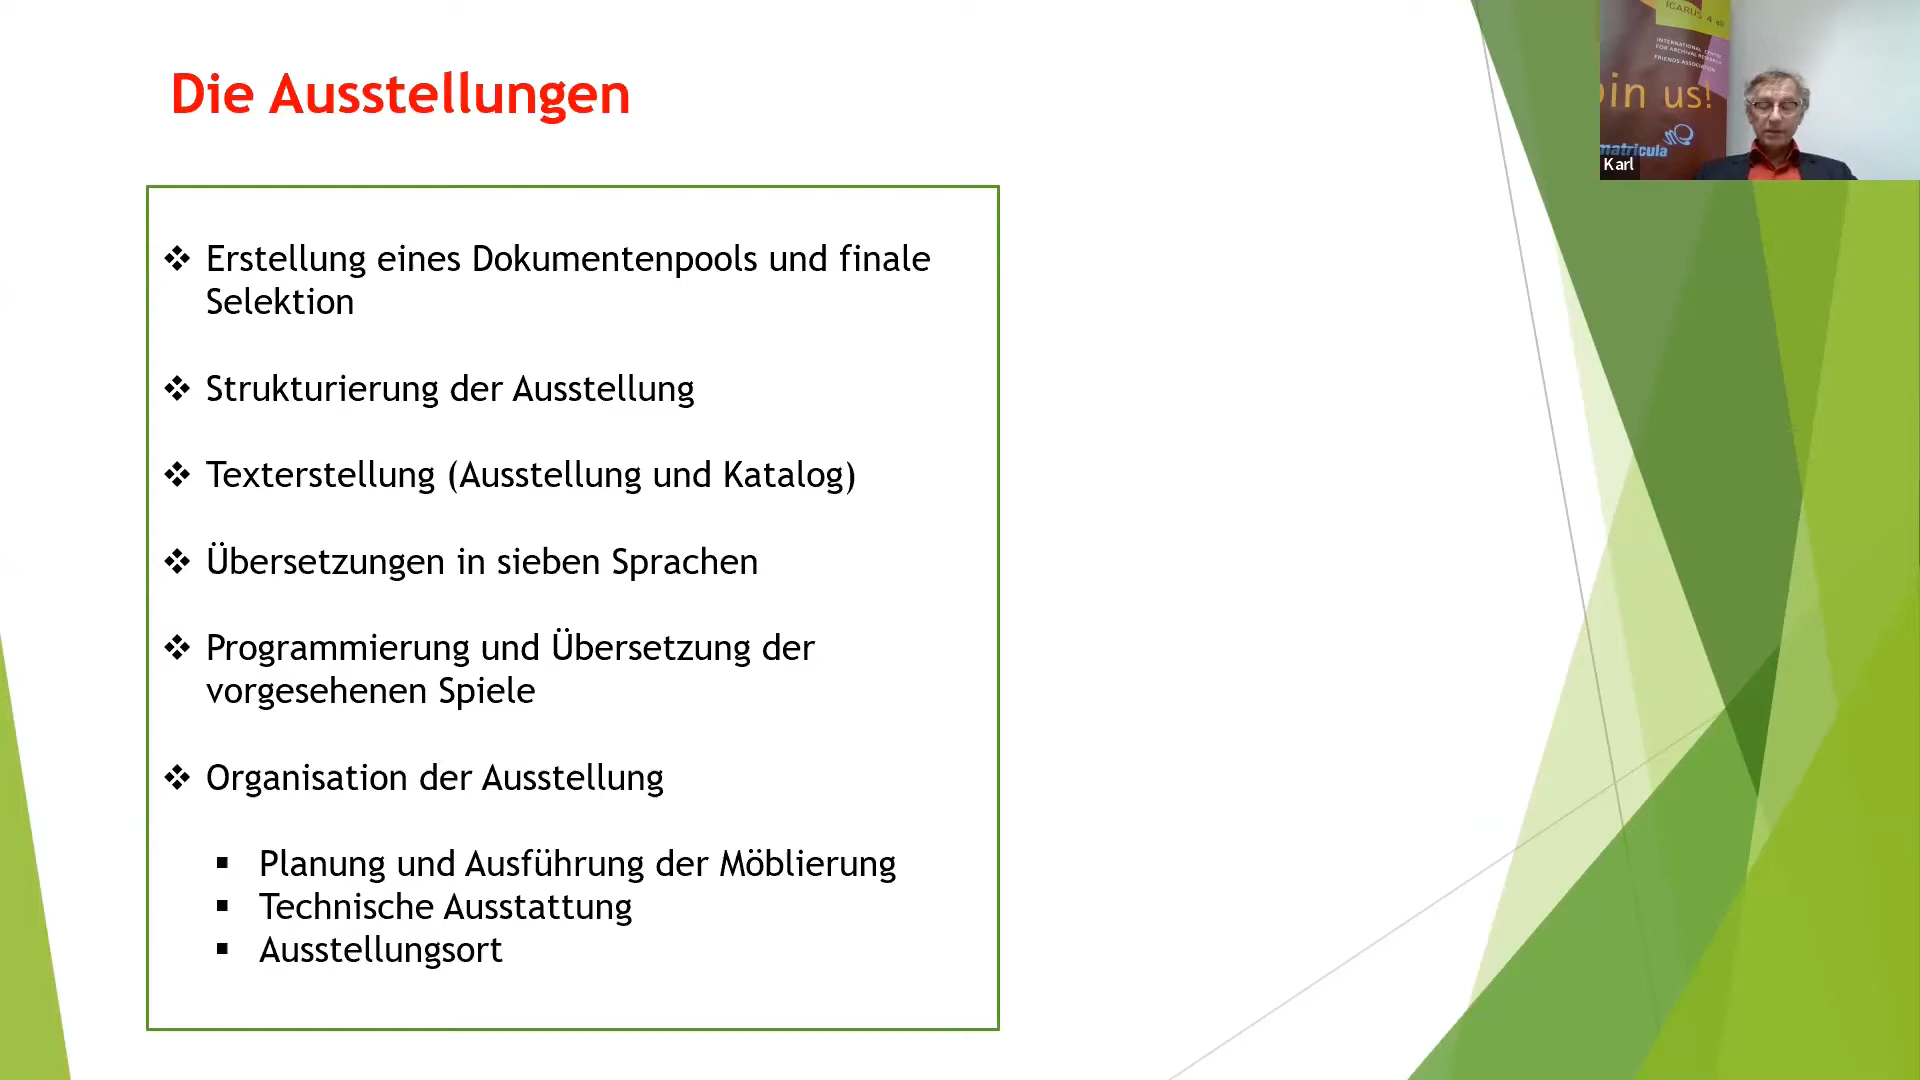 Die Ausstellungen
❖ Erstellung eines Dokumentenpools und finale
Selektion
❖ Strukturierung der Ausstellung
❖ Texterstellung (Ausstellung und Katalog)
❖ Übersetzungen in sieben Sprachen
❖ Programmierung und Übersetzung der
vorgesehenen Spiele
❖ Organisation der Ausstellung
▪ Planung und Ausführung der Möblierung
▪ Technische Ausstattung
▪ Ausstellungsort
ICARUS 4 all
INTERNATIONAL CENTRE
FOR ARCHIVAL RESEARCH
FRIENDS ASSOCIATION
oin us!
matricula
Karl